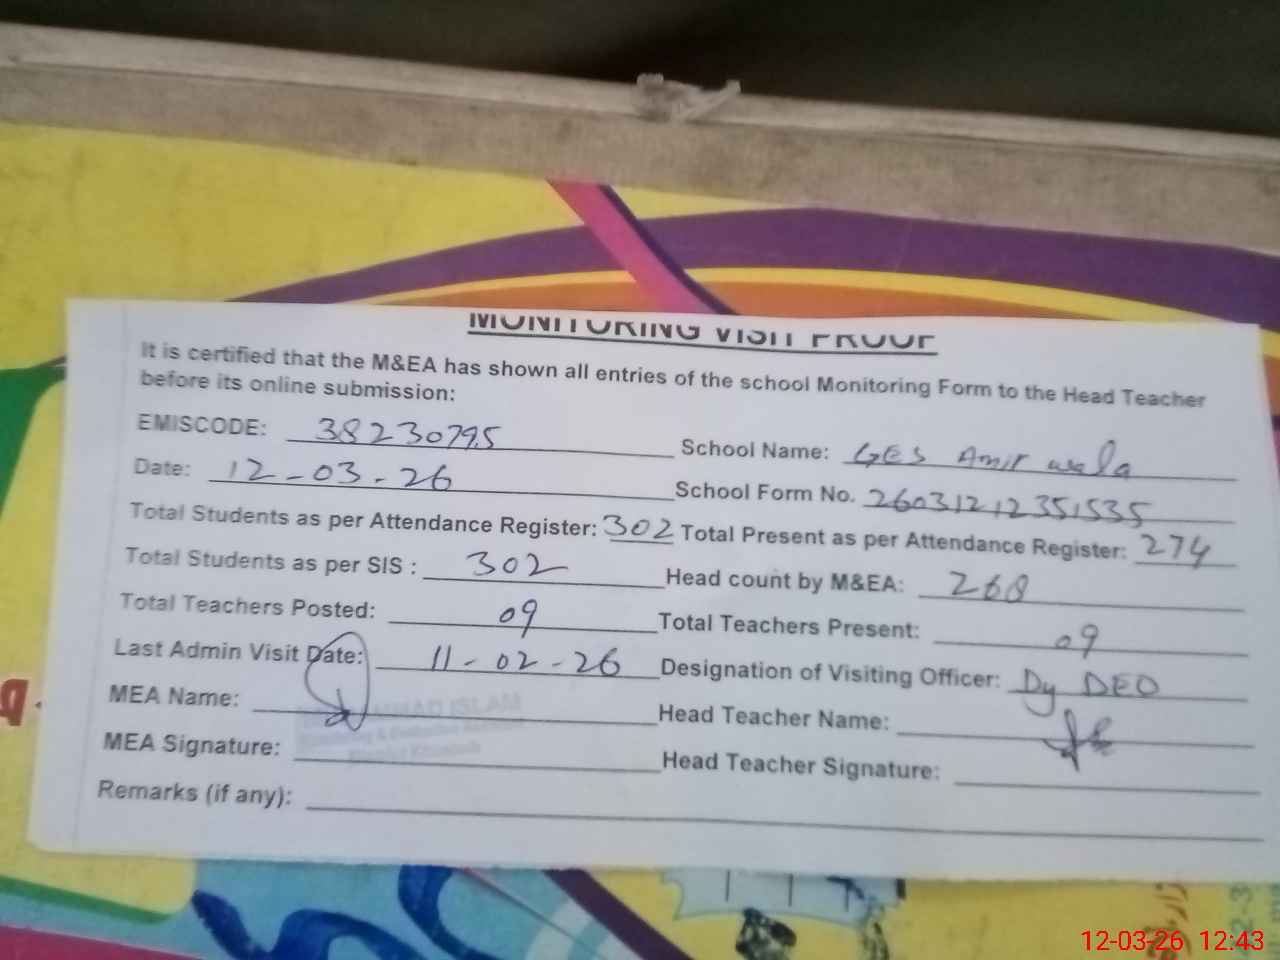 MONITORING VISIT PROOF
It is certified that the M&EA has shown all entries of the school Monitoring Form to the Head Teacher
before its online submission:
EMISCODE: 38230795 School Name: GES Amir wala
Date: 12-03-26 School Form No. 26031212351535
Total Students as per Attendance Register: 302 Total Present as per Attendance Register: 274
Total Students as per SIS : 302 Head count by M&EA: 268
Total Teachers Posted: 09 Total Teachers Present: 09
Last Admin Visit Date: 11-02-26 Designation of Visiting Officer: Dy DEO
MEA Name: ISLAM Head Teacher Name:
MEA Signature: Head Teacher Signature:
Remarks (if any):
12-03-26 12:43